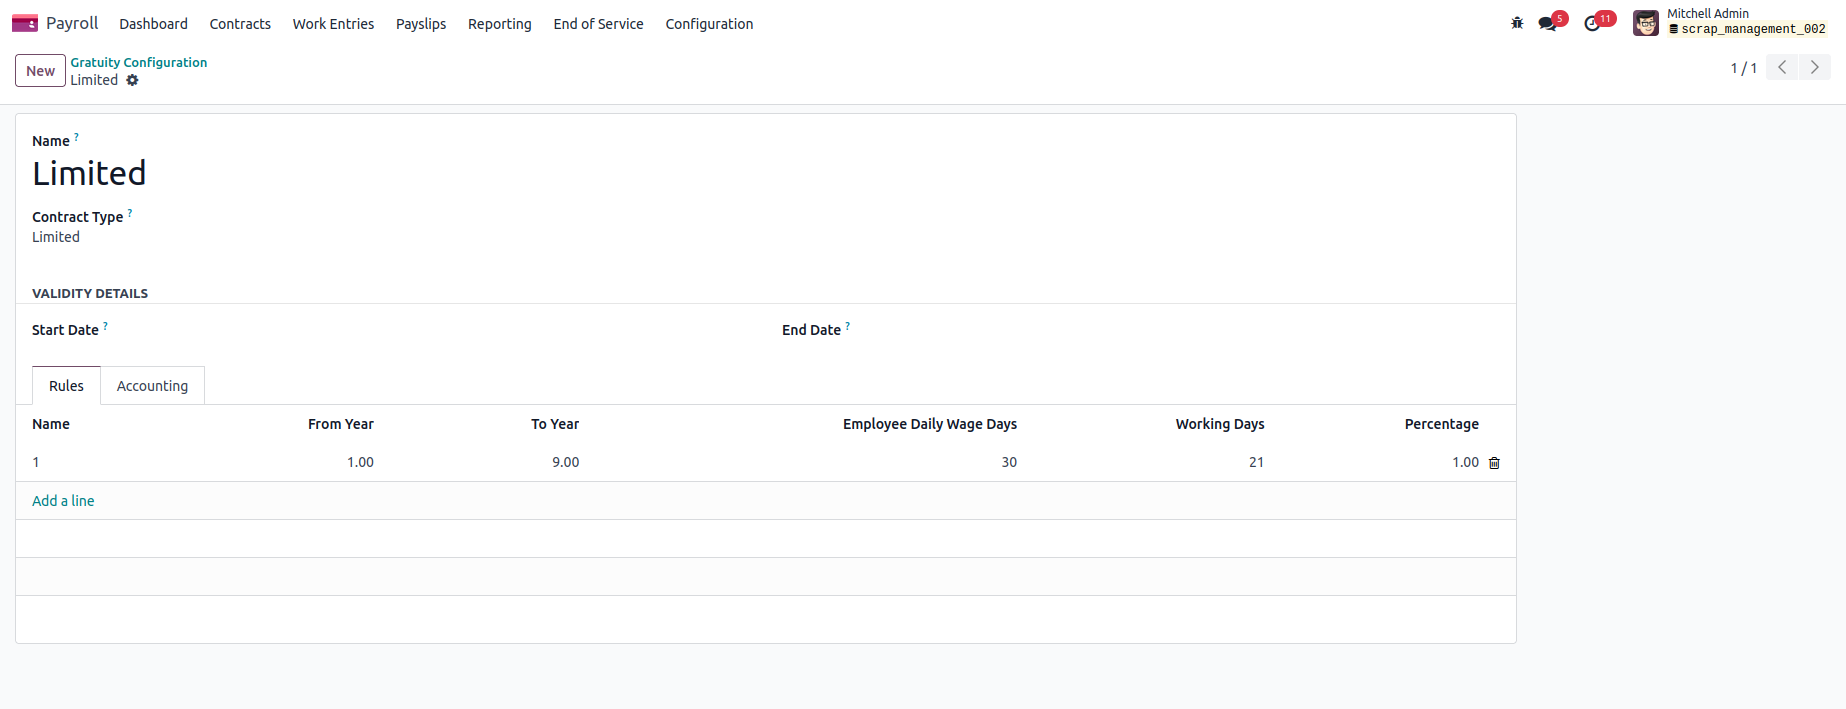 Payroll Dashboard Contracts Work Entries Payslips Reporting End of Service Configuration 5 11 Mitchell Admin
scrap_management_002
New Gratuity Configuration
Limited 1 / 1
Name ?
Limited
Contract Type ?
Limited
VALIDITY DETAILS
Start Date ? End Date ?
Rules Accounting
Name From Year To Year Employee Daily Wage Days Working Days Percentage
1 1.00 9.00 30 21 1.00
Add a line